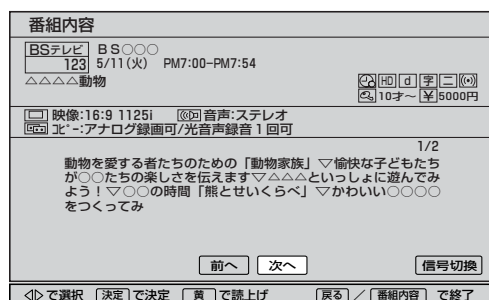 番組内容
BSテレビ BS○○○
123 5/11(火) PM7:00-PM7:54
△△△△動物 HD d 字 二
10才～ ¥5000円
映像:16:9 1125i 音声:ステレオ
コピー:アナログ録画可/光音声録音1回可
1/2
動物を愛する者たちのための「動物家族」▽愉快な子どもたち
が○○たちの楽しさを伝えます▽△△△といっしょに遊んでみ
よう！▽○○の時間「熊とせいくらべ」▽かわいい○○○○
をつくってみ
前へ 次へ 信号切換
で選択 決定 で決定 黄 で読上げ 戻る / 番組内容 で終了